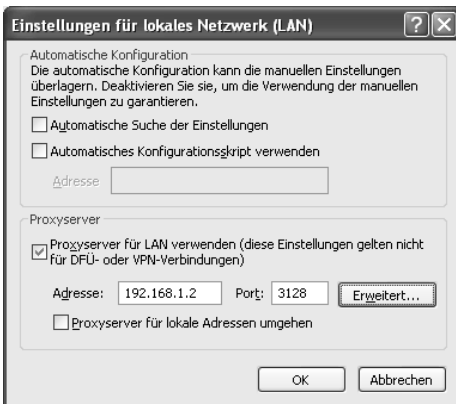 Einstellungen für lokales Netzwerk (LAN)
Automatische Konfiguration
Die automatische Konfiguration kann die manuellen Einstellungen
überlagern. Deaktivieren Sie sie, um die Verwendung der manuellen
Einstellungen zu garantieren.
Automatische Suche der Einstellungen
Automatisches Konfigurationsskript verwenden
Adresse
Proxyserver
Proxyserver für LAN verwenden (diese Einstellungen gelten nicht
für DFÜ- oder VPN-Verbindungen)
Adresse: 192.168.1.2 Port: 3128 Erweitert...
Proxyserver für lokale Adressen umgehen
OK Abbrechen